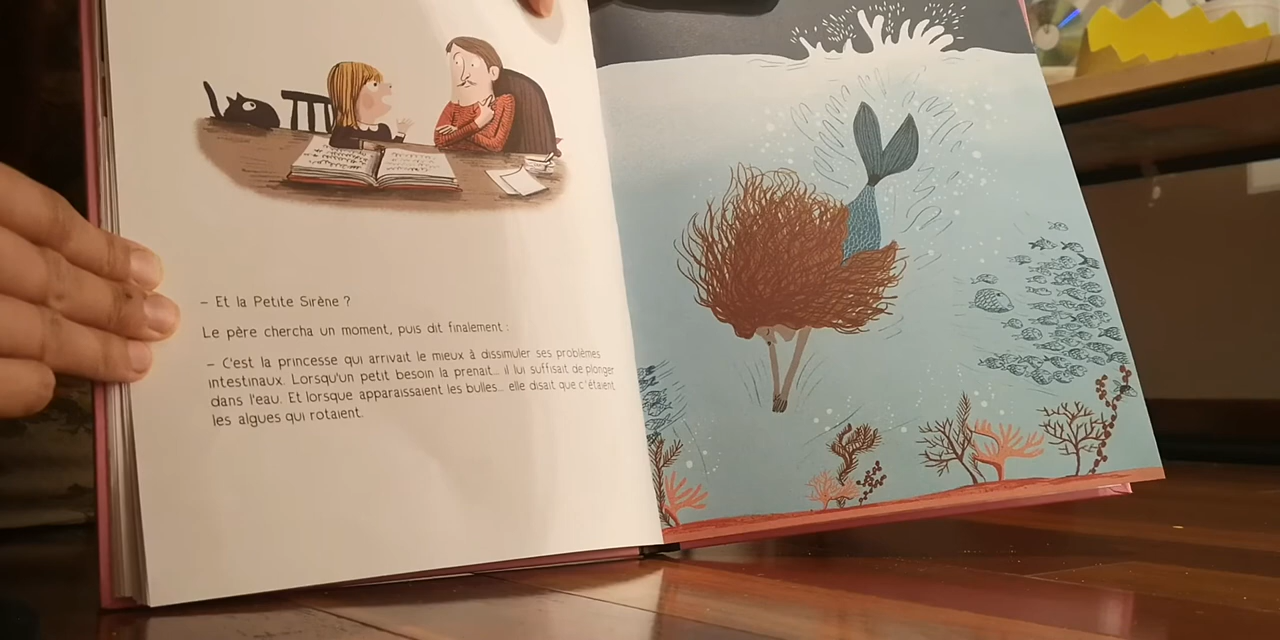 – Et la Petite Sirène ?
Le père chercha un moment, puis dit finalement :
– C'est la princesse qui arrivait le mieux à dissimuler ses problèmes
intestinaux. Lorsqu'un petit besoin la prenait... il lui suffisait de plonger
dans l'eau. Et lorsque apparaissaient les bulles... elle disait que c'étaient
les algues qui rotaient.